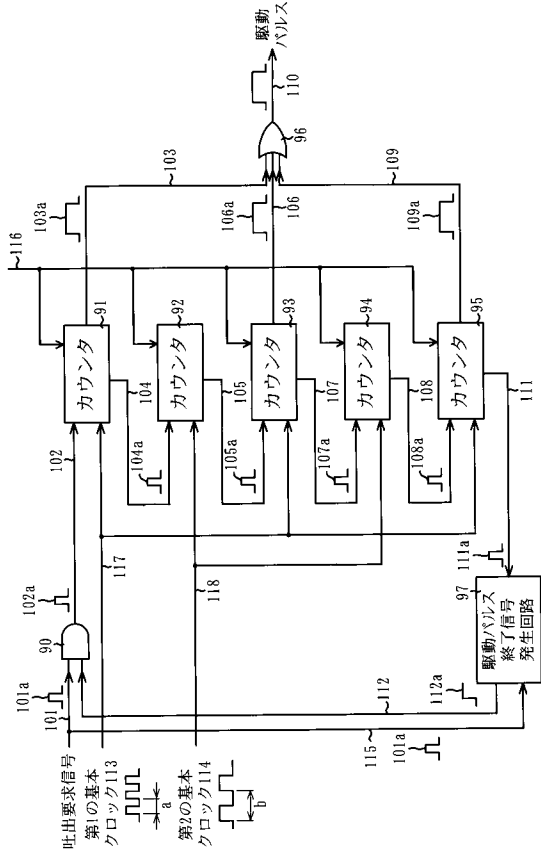 吐出要求信号
101
101a
90
102a
102
第1の基本
クロック113
a
117
第2の基本
クロック114
b
118
115
101a
112
112a
駆動パルス
終了信号
発生回路
97
111a
111
116
カウンタ
91
103a
103
104
104a
カウンタ
92
105
105a
カウンタ
93
106a
106
107
107a
カウンタ
94
108
108a
カウンタ
95
109a
109
96
110
駆動
パルス